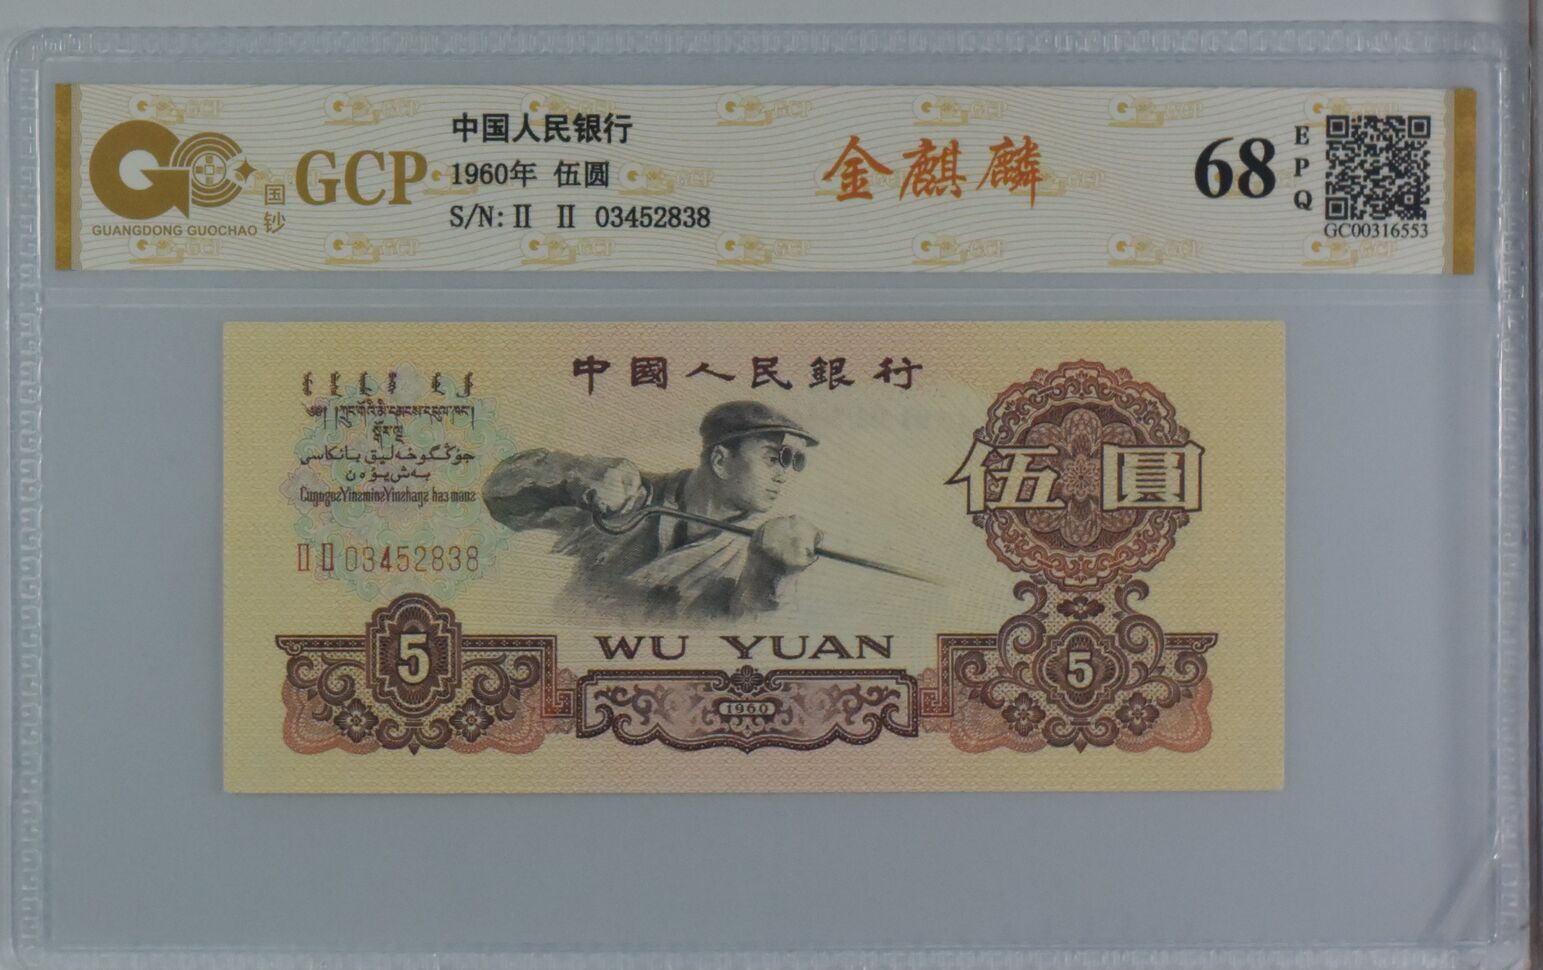 GUANGDONG GUOCHAO
国钞
GCP
中国人民银行
1960年 伍圆
S/N: II II 03452838
金麒麟
68
EPQ
GC00316553
中國人民銀行
伍圓
II II 03452838
5
WU YUAN
5
1960